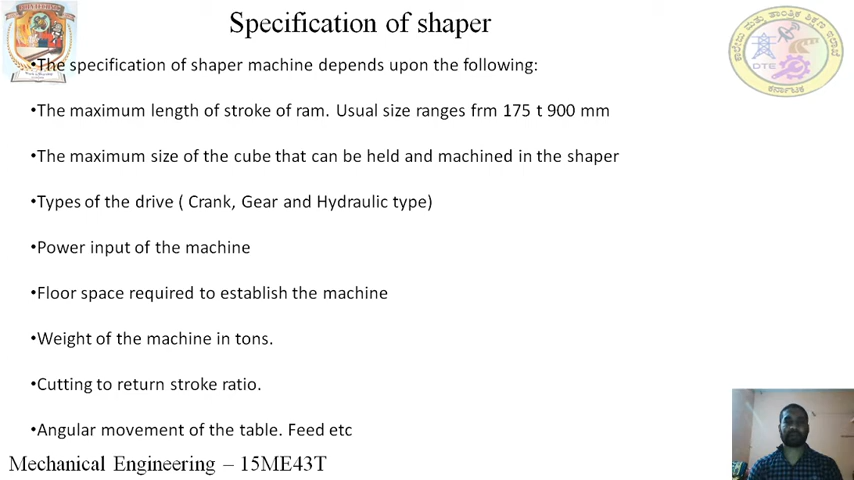 Specification of shaper
•The specification of shaper machine depends upon the following:
•The maximum length of stroke of ram. Usual size ranges frm 175 t 900 mm
•The maximum size of the cube that can be held and machined in the shaper
•Types of the drive ( Crank, Gear and Hydraulic type)
•Power input of the machine
•Floor space required to establish the machine
•Weight of the machine in tons.
•Cutting to return stroke ratio.
•Angular movement of the table. Feed etc
Mechanical Engineering – 15ME43T
DTE
ಕರ್ನಾಟಕ